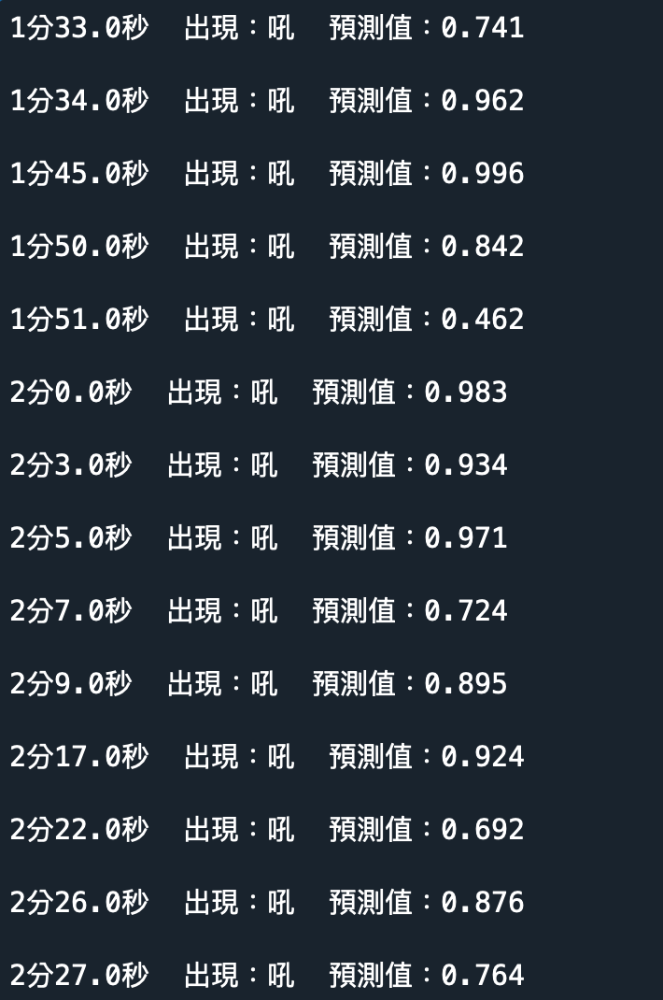 1分33.0秒  出現：吼  預測值：0.741
1分34.0秒  出現：吼  預測值：0.962
1分45.0秒  出現：吼  預測值：0.996
1分50.0秒  出現：吼  預測值：0.842
1分51.0秒  出現：吼  預測值：0.462
2分0.0秒  出現：吼  預測值：0.983
2分3.0秒  出現：吼  預測值：0.934
2分5.0秒  出現：吼  預測值：0.971
2分7.0秒  出現：吼  預測值：0.724
2分9.0秒  出現：吼  預測值：0.895
2分17.0秒  出現：吼  預測值：0.924
2分22.0秒  出現：吼  預測值：0.692
2分26.0秒  出現：吼  預測值：0.876
2分27.0秒  出現：吼  預測值：0.764